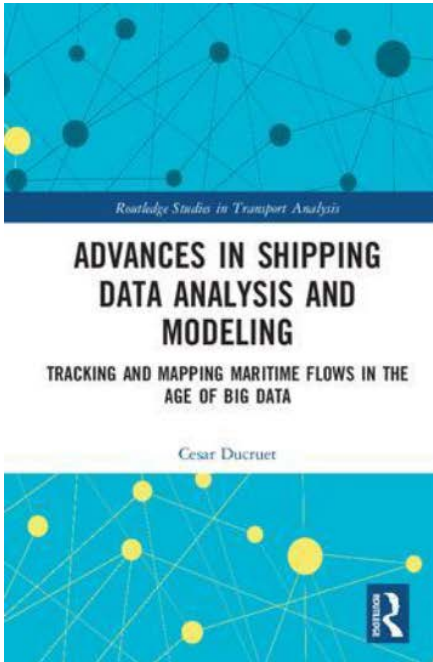 Routledge Studies in Transport Analysis
ADVANCES IN SHIPPING
DATA ANALYSIS AND
MODELING
TRACKING AND MAPPING MARITIME FLOWS IN THE
AGE OF BIG DATA
Cesar Ducruet
ROUTLEDGE